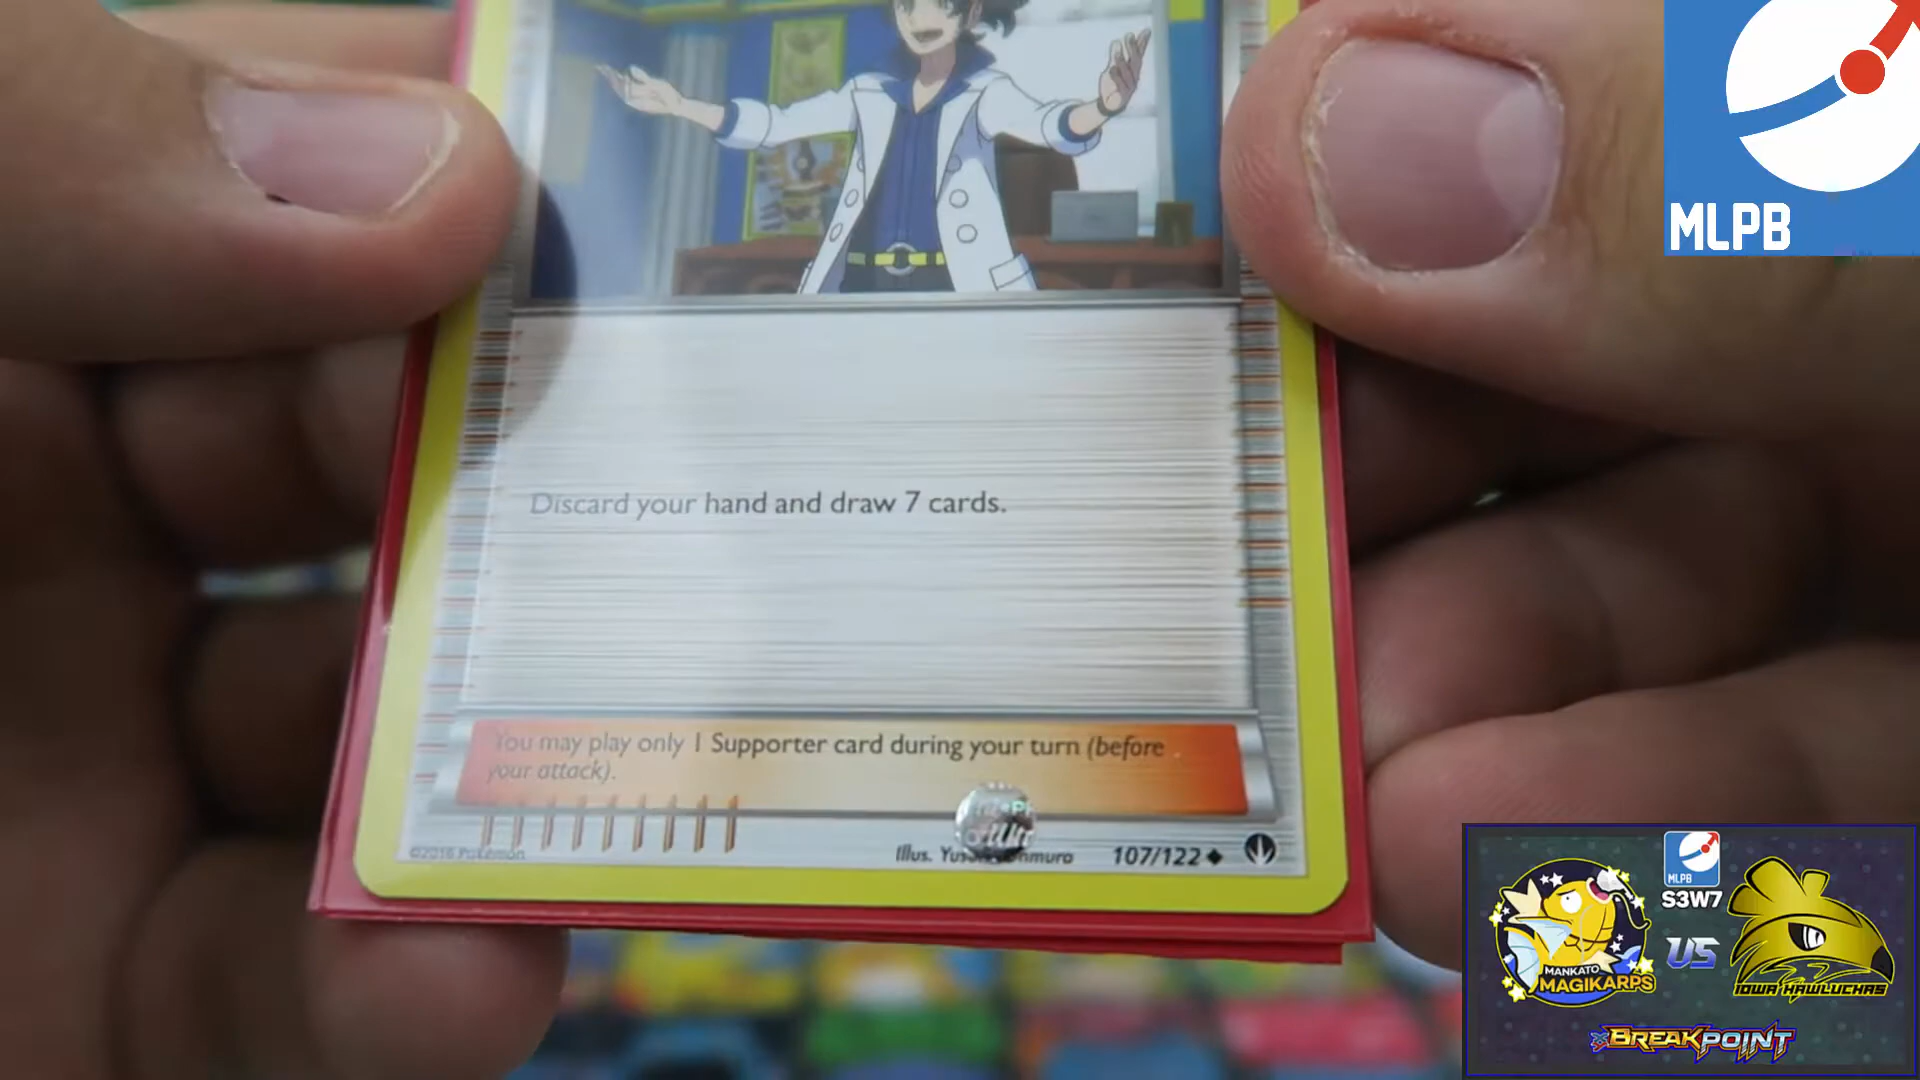 MLPB
Discard your hand and draw 7 cards.
You may play only 1 Supporter card during your turn (before
your attack).
©2016 Pokémon
Illus.
107/122
MLPB
S3W7
VS
MANKATO
MAGIKARPS
IOWA HAWLUCHAS
BREAKPOINT